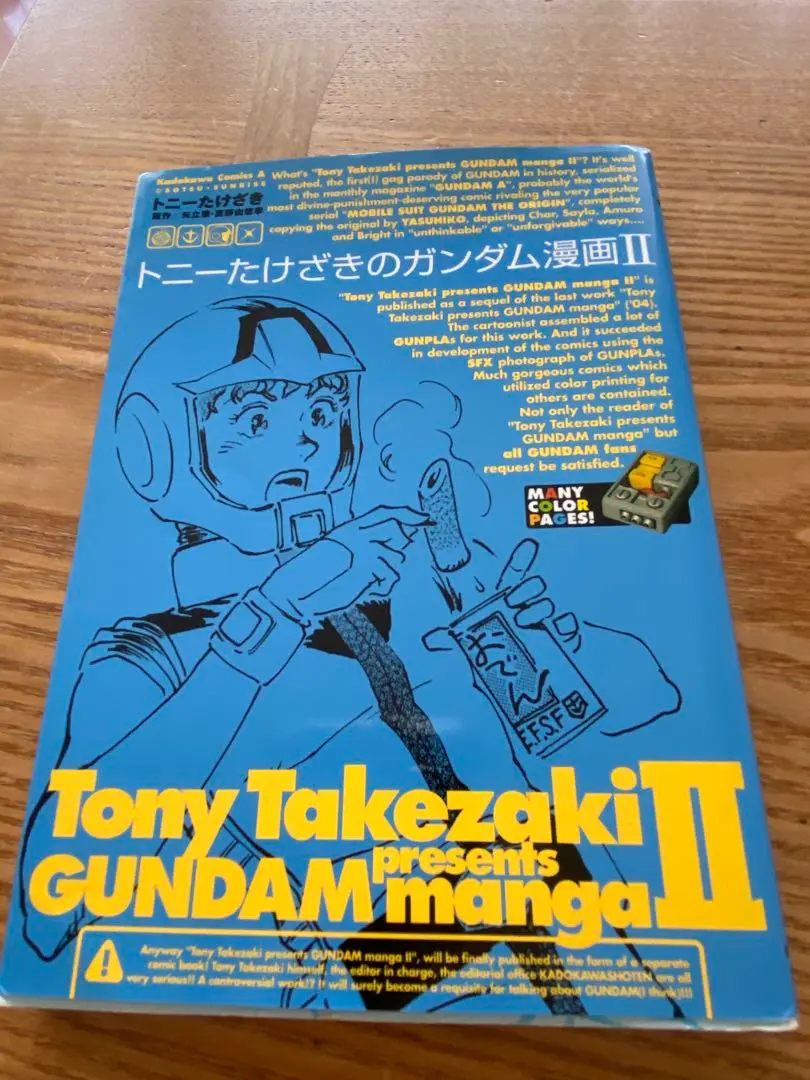 Kadokawa Comics A
©SOTSU・SUNRISE
トニーたけざき
原作/矢立肇・富野由悠季
What's "Tony Takezaki presents GUNDAM manga II"? It's well
reputed, the first(!) gag parody of GUNDAM in history, serialized
in the monthly magazine "GUNDAM A", probably the world's
most divine-punishment-deserving comic rivaling the very popular
serial "MOBILE SUIT GUNDAM THE ORIGIN", completely
copying the original by YASUHIKO, depicting Char, Sayla, Amuro
and Bright in "unthinkable" or "unforgivable" ways....
トニーたけざきのガンダム漫画II
"Tony Takezaki presents GUNDAM manga II" is
published as a sequel of the last work "Tony
Takezaki presents GUNDAM manga" ('04).
The cartoonist assembled a lot of
GUNPLAs for this work. And it succeeded
in development of the comics using the
SFX photograph of GUNPLAs.
Much gorgeous comics which
utilized color printing for
others are contained.
Not only the reader of
"Tony Takezaki presents
GUNDAM manga" but
all GUNDAM fans
request be satisfied.
MANY
COLOR
PAGES!
おでん
E.F.S.F
Tony Takezaki
presents
GUNDAM manga II
Anyway "Tony Takezaki presents GUNDAM manga II", will be finally published in the form of a separate
comic book! Tony Takezaki himself, the editor in charge, the editorial office KADOKAWASHOTEN are all
very serious!! A controversial work!? It will surely become a requisite for talking about GUNDAM(I think)!!!